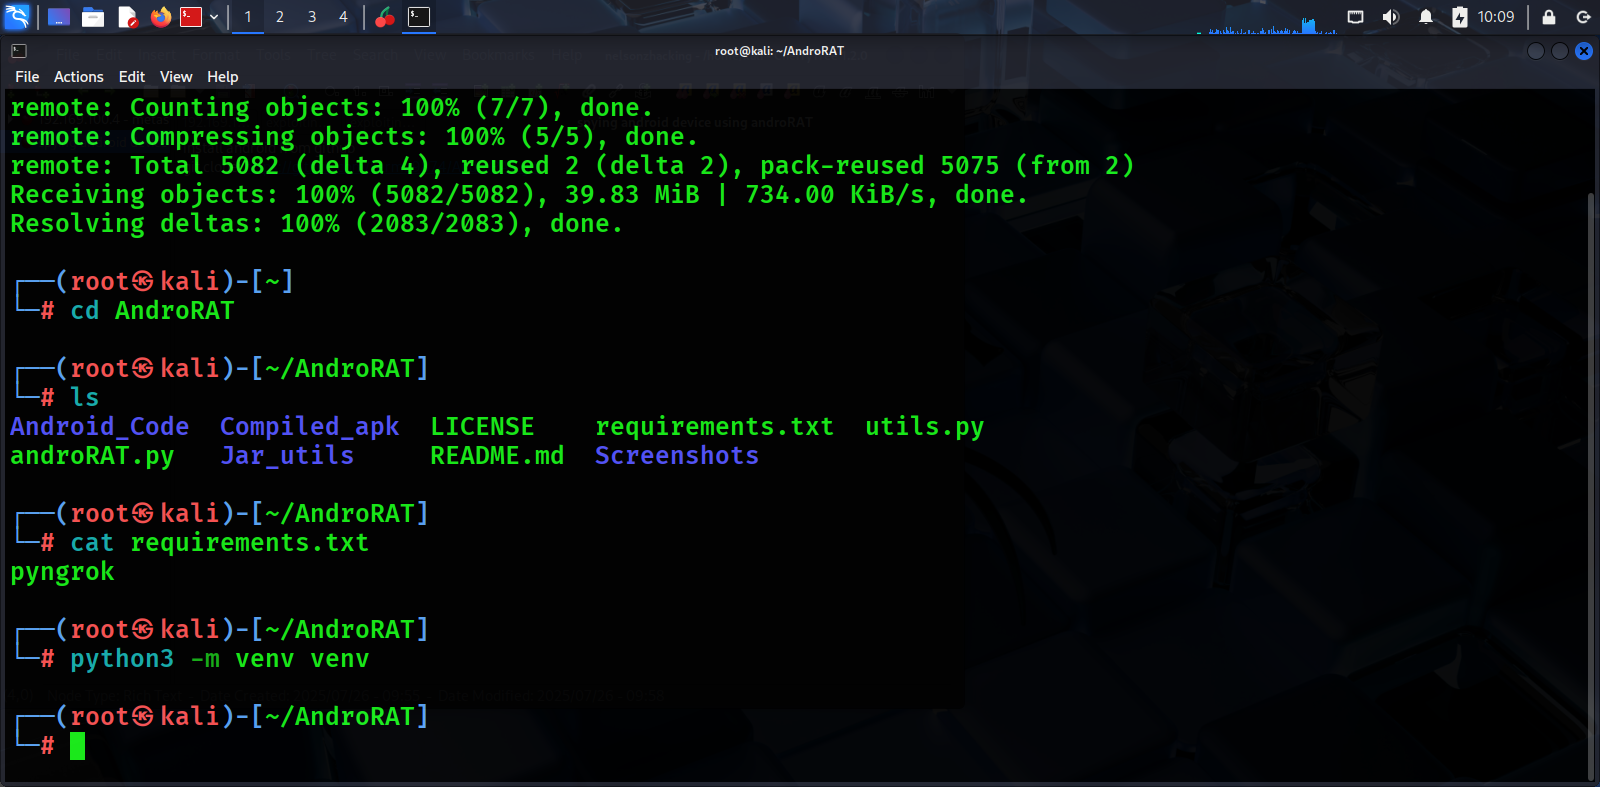 1 2 3 4 10:09
root@kali: ~/AndroRAT
File Actions Edit View Help
remote: Counting objects: 100% (7/7), done.
remote: Compressing objects: 100% (5/5), done.
remote: Total 5082 (delta 4), reused 2 (delta 2), pack-reused 5075 (from 2)
Receiving objects: 100% (5082/5082), 39.83 MiB | 734.00 KiB/s, done.
Resolving deltas: 100% (2083/2083), done.
┌──(root㉿kali)-[~]
└─# cd AndroRAT
┌──(root㉿kali)-[~/AndroRAT]
└─# ls
Android_Code Compiled_apk LICENSE requirements.txt utils.py
androRAT.py Jar_utils README.md Screenshots
┌──(root㉿kali)-[~/AndroRAT]
└─# cat requirements.txt
pyngrok
┌──(root㉿kali)-[~/AndroRAT]
└─# python3 -m venv venv
┌──(root㉿kali)-[~/AndroRAT]
└─#